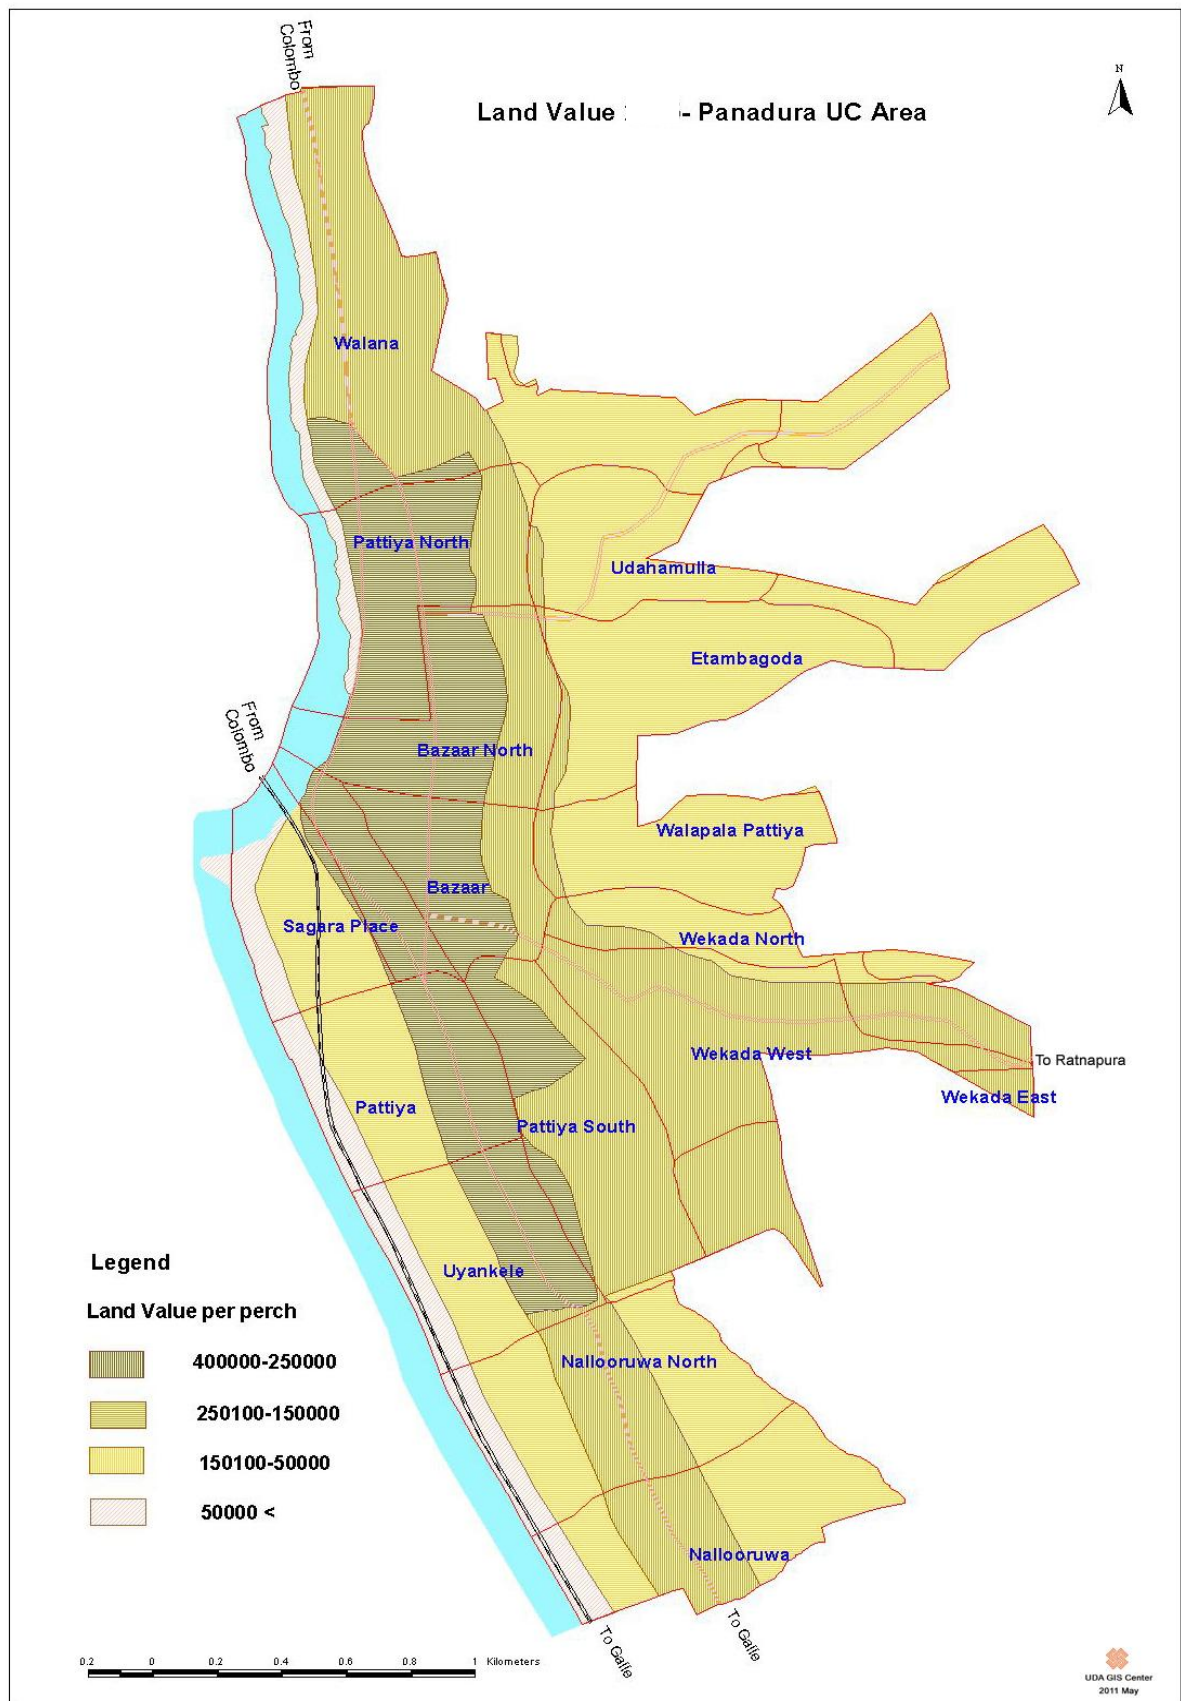 From
Colombo
N
Land Value - Panadura UC Area
Walana
Pattiya North
Udahamulla
Etambagoda
From
Colombo
Bazaar North
Walapala Pattiya
Bazaar
Sagara Place
Wekada North
Wekada West
To Ratnapura
Wekada East
Pattiya
Pattiya South
Legend
Uyankele
Land Value per perch
400000-250000
Nallooruwa North
250100-150000
150100-50000
50000 <
Nallooruwa
To Galle
To Galle
0.2 0 0.2 0.4 0.6 0.8 1 Kilometers
UDA GIS Center
2011 May